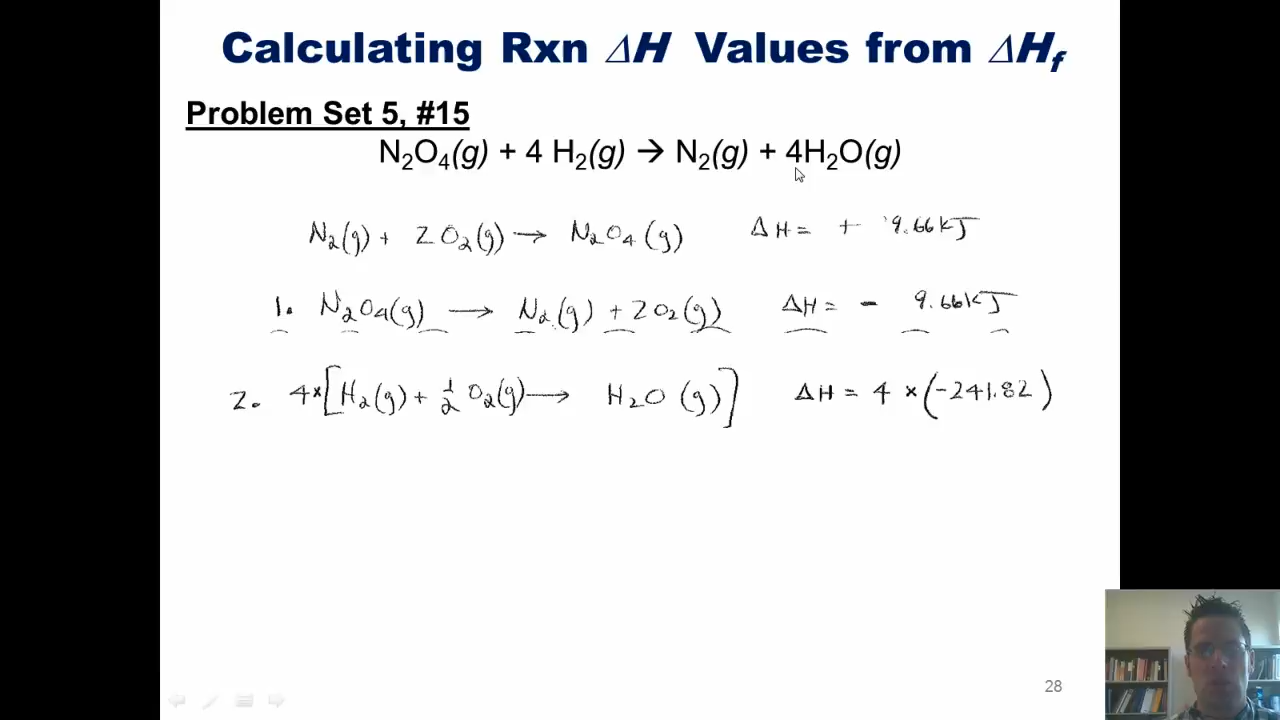 Calculating Rxn ΔH Values from ΔHf
Problem Set 5, #15
N₂O₄(g) + 4 H₂(g) → N₂(g) + 4H₂O(g)
N₂(g) + 2O₂(g) → N₂O₄(g) ΔH = + 9.66kJ
1. N₂O₄(g) → N₂(g) + 2O₂(g) ΔH = - 9.66kJ
2. 4×[H₂(g) + ½ O₂(g) → H₂O (g)] ΔH = 4 × (-241.82)
28